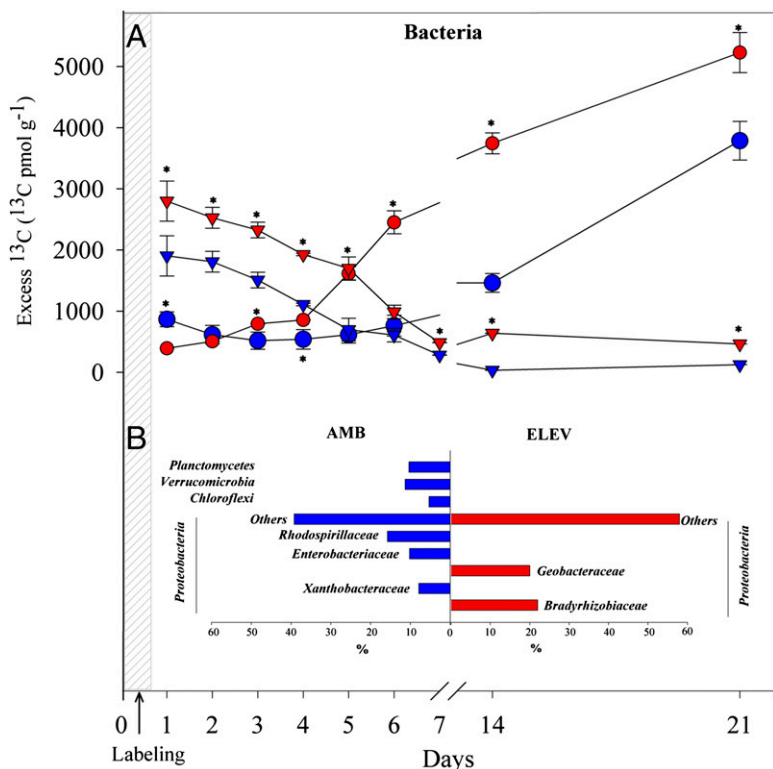 A
Bacteria
Excess ¹³C (¹³C pmol g⁻¹)
5000
4000
3000
2000
1000
0
* * * * * * * * * * * * * *
B
AMB
ELEV
Planctomycetes
Verrucomicrobia
Chloroflexi
Others
Others
Rhodospirillaceae
Enterobacteriaceae
Geobacteraceae
Xanthobacteraceae
Bradyrhizobiaceae
Proteobacteria
Proteobacteria
60 50 40 30 20 10 0 10 20 30 40 50 60
% %
0 1 2 3 4 5 6 7 14 21
Labeling
Days